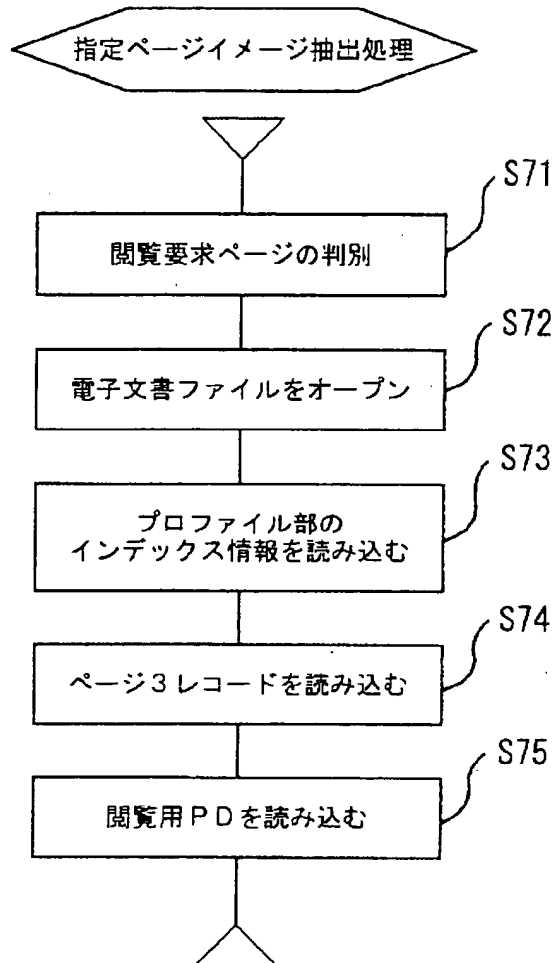 指定ページイメージ抽出処理
S71
閲覧要求ページの判別
S72
電子文書ファイルをオープン
S73
プロファイル部の
インデックス情報を読み込む
S74
ページ3レコードを読み込む
S75
閲覧用PDを読み込む